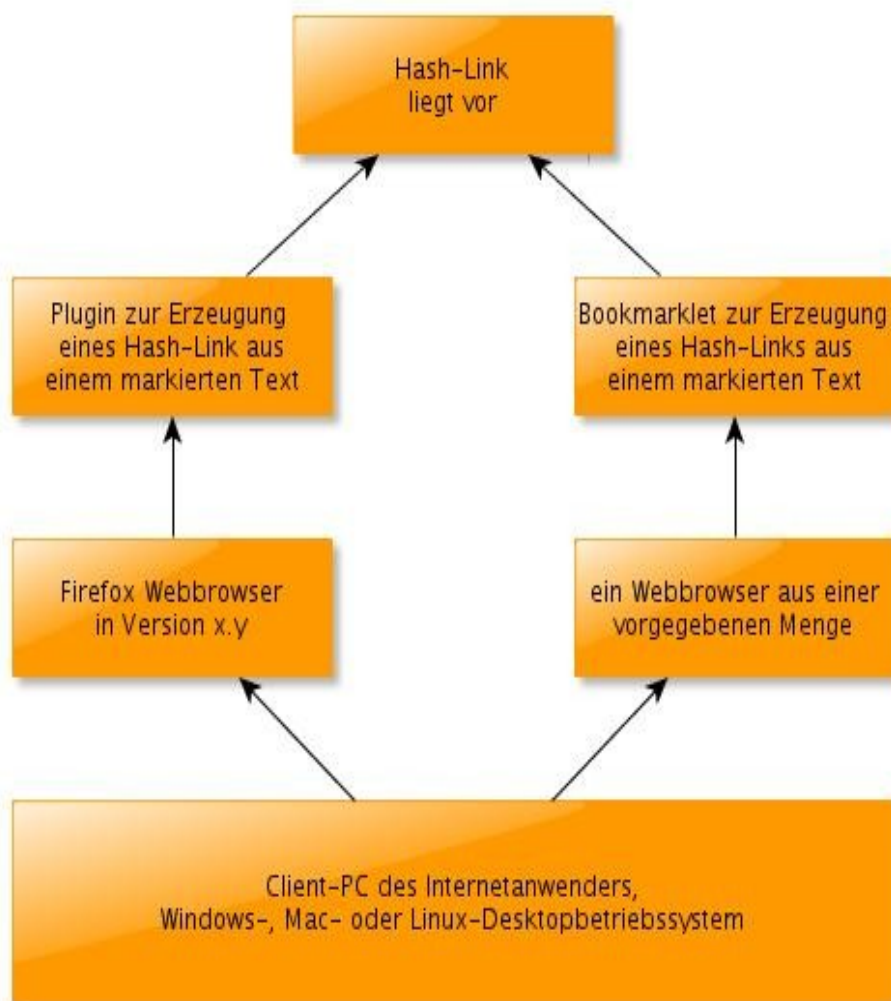 Hash-Link
liegt vor
Plugin zur Erzeugung
eines Hash-Link aus
einem markierten Text
Bookmarklet zur Erzeugung
eines Hash-Links aus
einem markierten Text
Firefox Webbrowser
in Version x.y
ein Webbrowser aus einer
vorgegebenen Menge
Client-PC des Internetanwenders,
Windows-, Mac- oder Linux-Desktopbetriebssystem